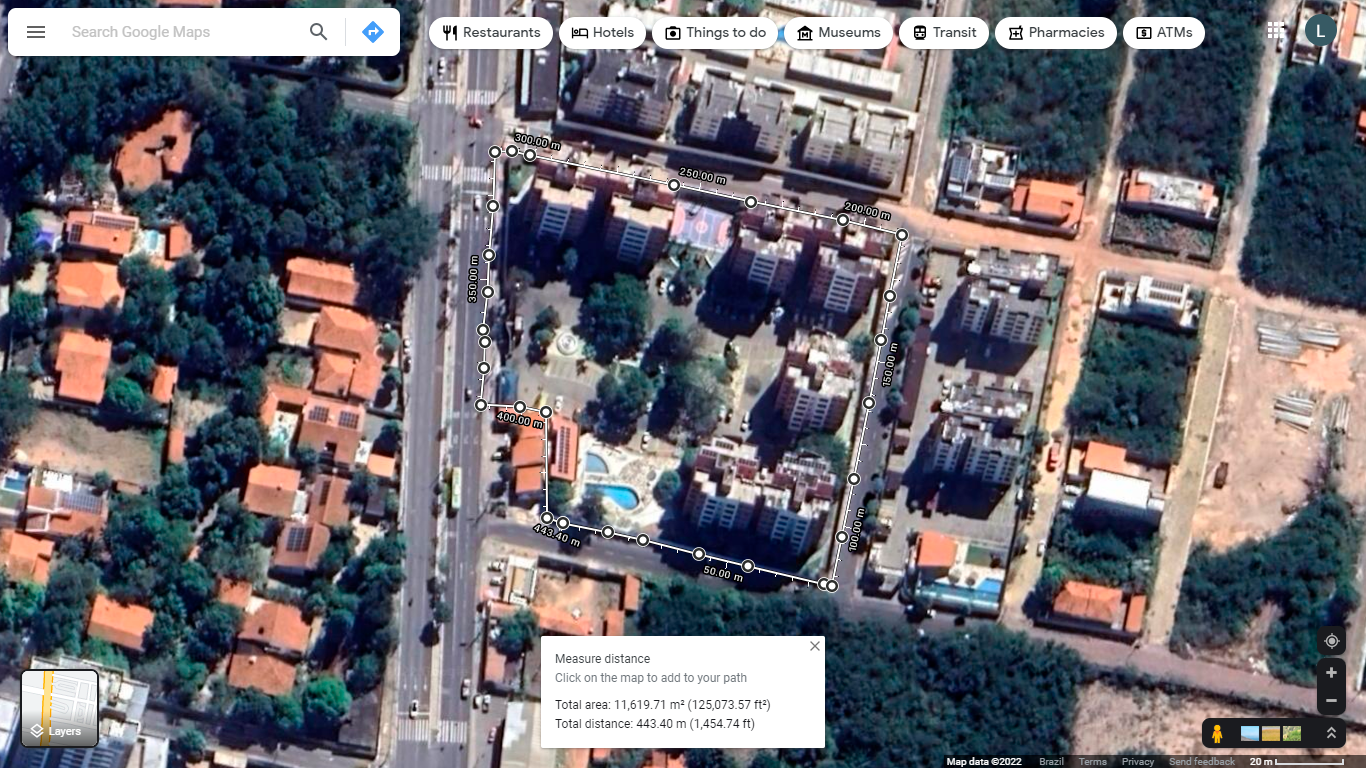 Search Google Maps
Restaurants
Hotels
Things to do
Museums
Transit
Pharmacies
ATMs
L
300.00 m
250.00 m
200.00 m
350.00 m
150.00 m
400.00 m
100.00 m
443.40 m
50.00 m
Measure distance
Click on the map to add to your path
Total area: 11,619.71 m² (125,073.57 ft²)
Total distance: 443.40 m (1,454.74 ft)
Layers
Map data ©2022 Brazil Terms Privacy Send feedback 20 m